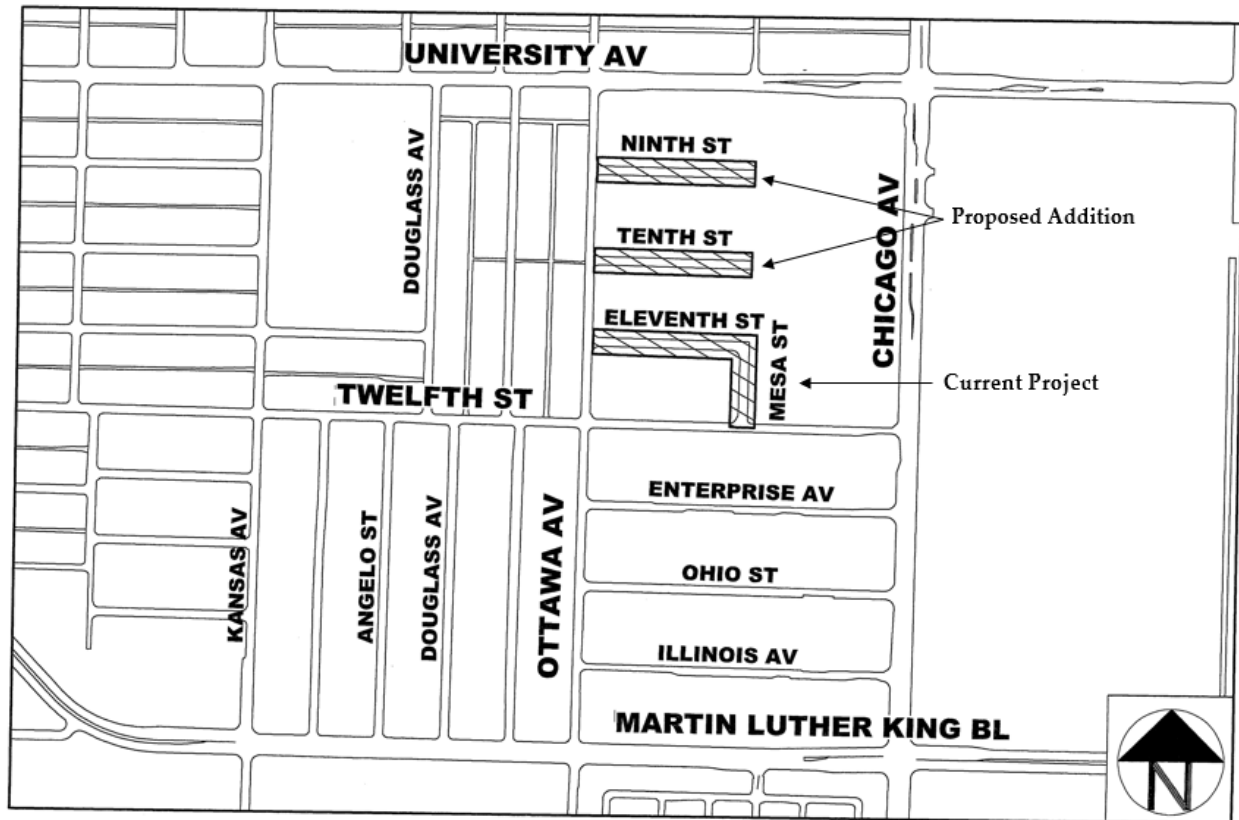 UNIVERSITY AV
DOUGLASS AV
NINTH ST
CHICAGO AV
Proposed Addition
TENTH ST
ELEVENTH ST
MESA ST
Current Project
TWELFTH ST
KANSAS AV
ANGELO ST
DOUGLASS AV
OTTAWA AV
ENTERPRISE AV
OHIO ST
ILLINOIS AV
MARTIN LUTHER KING BL
N